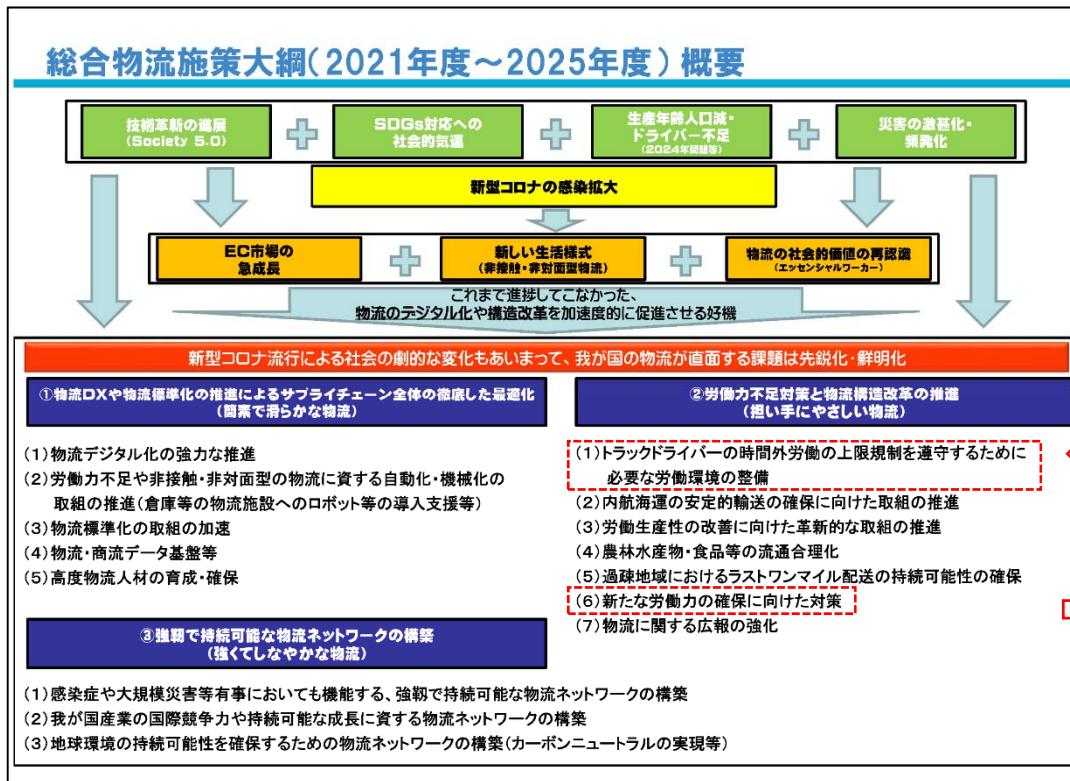 総合物流施策大綱(2021年度～2025年度) 概要
技術革新の進展
(Society 5.0)
SDGs対応への
社会的気運
生産年齢人口減・
ドライバー不足
(2024年問題等)
災害の激甚化・
頻発化
新型コロナの感染拡大
EC市場の
急成長
新しい生活様式
(非接触・非対面型物流)
物流の社会的価値の再認識
(エッセンシャルワーカー)
これまで進捗してこなかった、
物流のデジタル化や構造改革を加速度的に促進させる好機
新型コロナ流行による社会の劇的な変化もあいまって、我が国の物流が直面する課題は先鋭化・鮮明化
①物流DXや物流標準化の推進によるサプライチェーン全体の徹底した最適化
(簡素で滑らかな物流)
(1)物流デジタル化の強力な推進
(2)労働力不足や非接触・非対面型の物流に資する自動化・機械化の
取組の推進(倉庫等の物流施設へのロボット等の導入支援等)
(3)物流標準化の取組の加速
(4)物流・商流データ基盤等
(5)高度物流人材の育成・確保
②労働力不足対策と物流構造改革の推進
(担い手にやさしい物流)
(1)トラックドライバーの時間外労働の上限規制を遵守するために
必要な労働環境の整備
(2)内航海運の安定的輸送の確保に向けた取組の推進
(3)労働生産性の改善に向けた革新的な取組の推進
(4)農林水産物・食品等の流通合理化
(5)過疎地域におけるラストワンマイル配送の持続可能性の確保
(6)新たな労働力の確保に向けた対策
(7)物流に関する広報の強化
③強靱で持続可能な物流ネットワークの構築
(強くてしなやかな物流)
(1)感染症や大規模災害等有事においても機能する、強靱で持続可能な物流ネットワークの構築
(2)我が国産業の国際競争力や持続可能な成長に資する物流ネットワークの構築
(3)地球環境の持続可能性を確保するための物流ネットワークの構築(カーボンニュートラルの実現等)